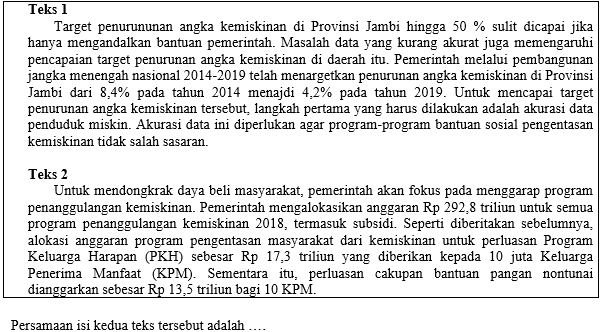 Teks 1
Target penurununan angka kemiskinan di Provinsi Jambi hingga 50 % sulit dicapai jika
hanya mengandalkan bantuan pemerintah. Masalah data yang kurang akurat juga memengaruhi
pencapaian target penurunan angka kemiskinan di daerah itu. Pemerintah melalui pembangunan
jangka menengah nasional 2014-2019 telah menargetkan penurunan angka kemiskinan di Provinsi
Jambi dari 8,4% pada tahun 2014 menajdi 4,2% pada tahun 2019. Untuk mencapai target
penurunan angka kemiskinan tersebut, langkah pertama yang harus dilakukan adalah akurasi data
penduduk miskin. Akurasi data ini diperlukan agar program-program bantuan sosial pengentasan
kemiskinan tidak salah sasaran.
Teks 2
Untuk mendongkrak daya beli masyarakat, pemerintah akan fokus pada menggarap program
penanggulangan kemiskinan. Pemerintah mengalokasikan anggaran Rp 292,8 triliun untuk semua
program penanggulangan kemiskinan 2018, termasuk subsidi. Seperti diberitakan sebelumnya,
alokasi anggaran program pengentasan masyarakat dari kemiskinan untuk perluasan Program
Keluarga Harapan (PKH) sebesar Rp 17,3 triliun yang diberikan kepada 10 juta Keluarga
Penerima Manfaat (KPM). Sementara itu, perluasan cakupan bantuan pangan nontunai
dianggarkan sebesar Rp 13,5 triliun bagi 10 KPM.
Persamaan isi kedua teks tersebut adalah ….